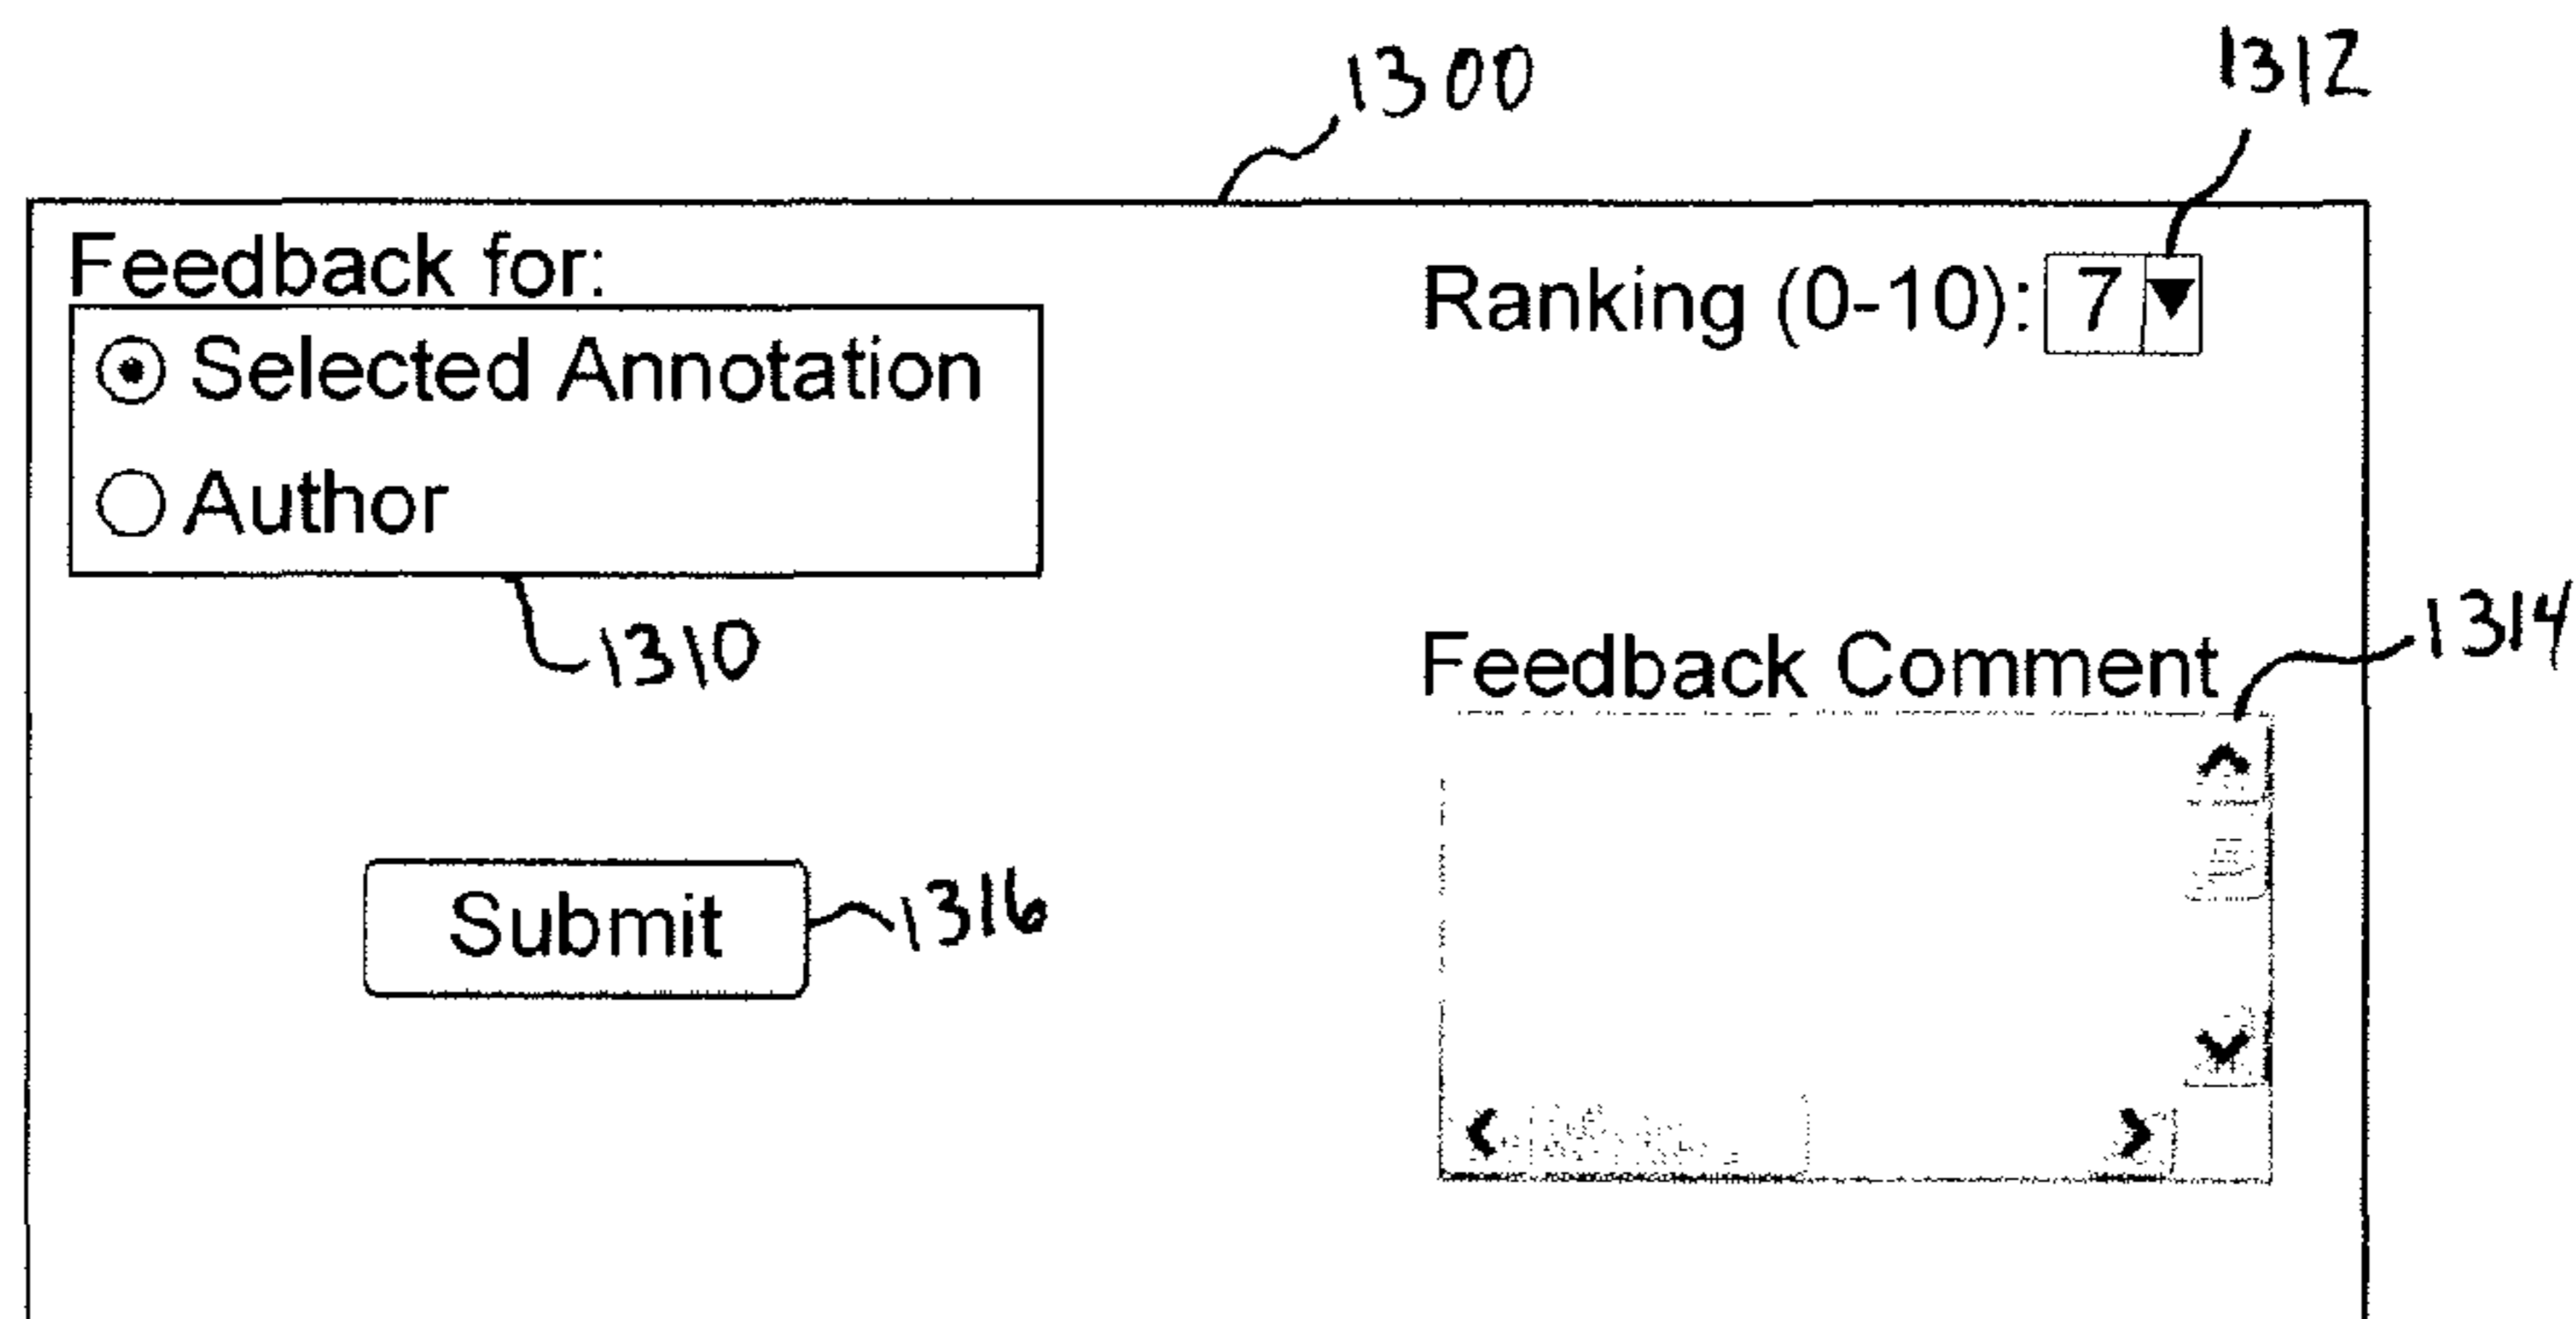 1300
1312
Feedback for:
Selected Annotation
Author
1310
Ranking (0-10): 7
Feedback Comment
1314
Submit
1316